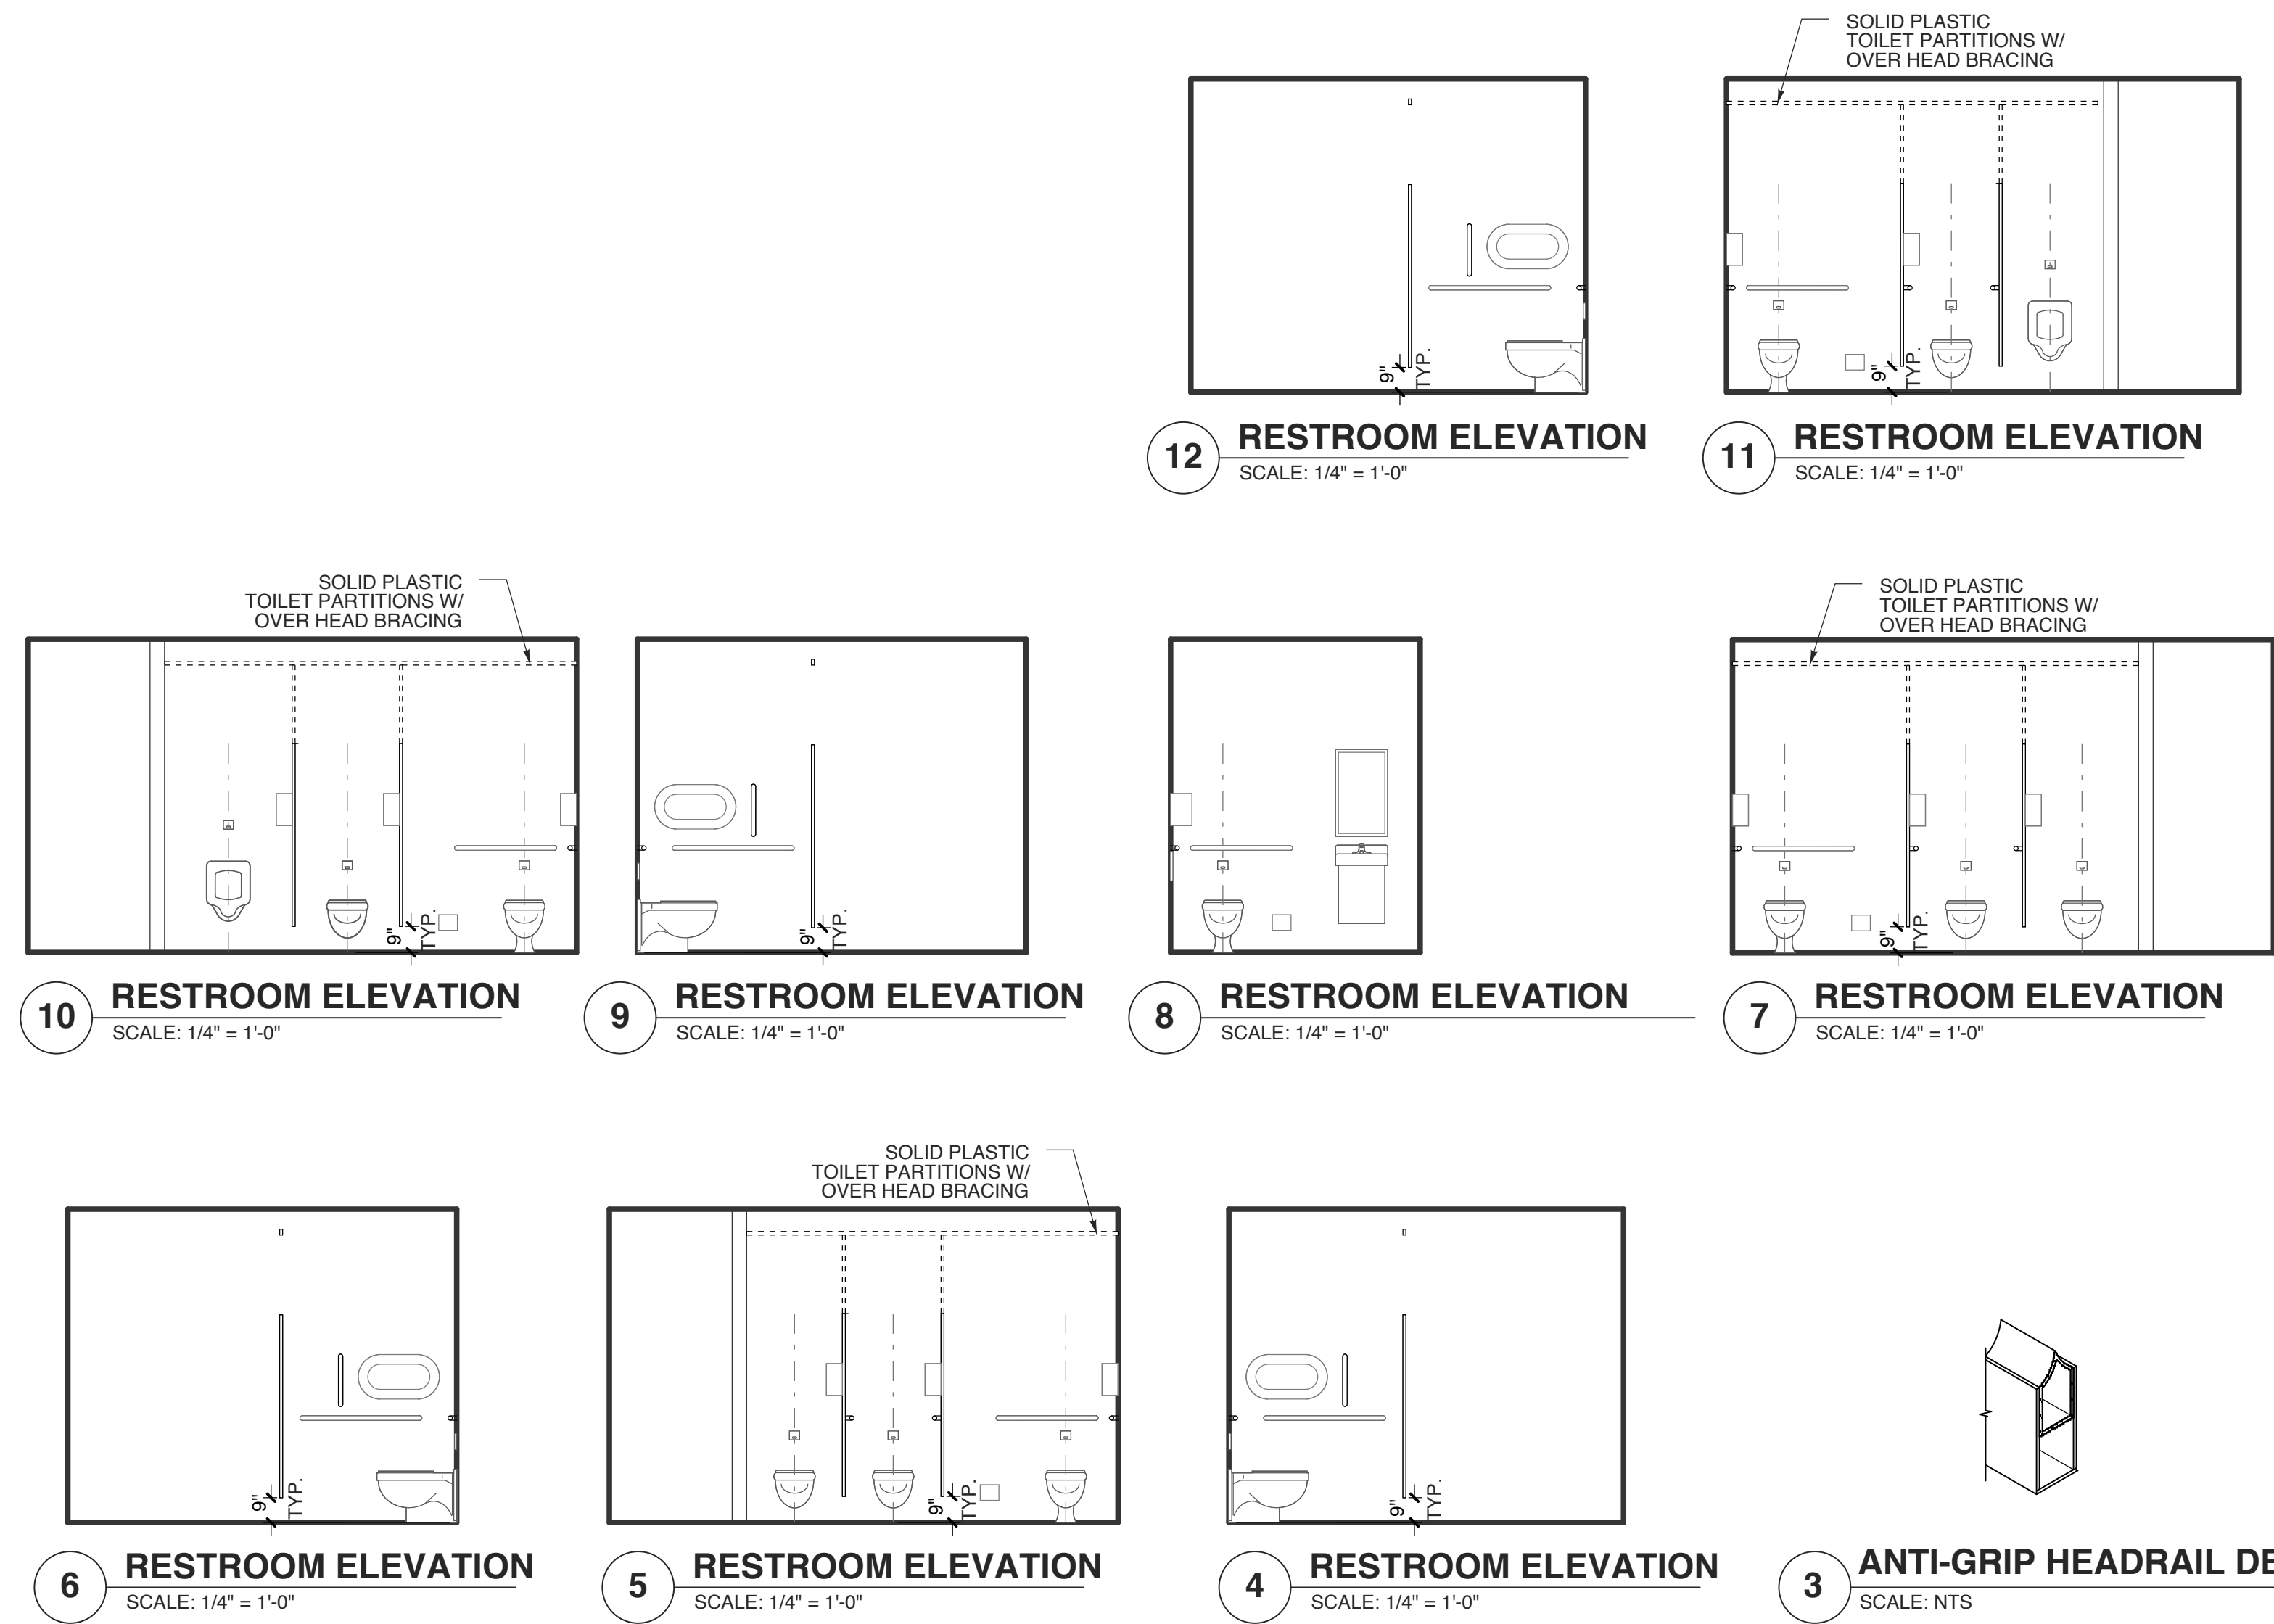 SOLID PLASTIC
TOILET PARTITIONS W/
OVER HEAD BRACING
9"
TYP.
12
RESTROOM ELEVATION
SCALE: 1/4" = 1'-0"
9"
TYP.
11
RESTROOM ELEVATION
SCALE: 1/4" = 1'-0"
SOLID PLASTIC
TOILET PARTITIONS W/
OVER HEAD BRACING
9"
TYP.
10
RESTROOM ELEVATION
SCALE: 1/4" = 1'-0"
9"
TYP.
9
RESTROOM ELEVATION
SCALE: 1/4" = 1'-0"
8
RESTROOM ELEVATION
SCALE: 1/4" = 1'-0"
SOLID PLASTIC
TOILET PARTITIONS W/
OVER HEAD BRACING
9"
TYP.
7
RESTROOM ELEVATION
SCALE: 1/4" = 1'-0"
9"
TYP.
6
RESTROOM ELEVATION
SCALE: 1/4" = 1'-0"
SOLID PLASTIC
TOILET PARTITIONS W/
OVER HEAD BRACING
9"
TYP.
5
RESTROOM ELEVATION
SCALE: 1/4" = 1'-0"
9"
TYP.
4
RESTROOM ELEVATION
SCALE: 1/4" = 1'-0"
3
ANTI-GRIP HEADRAIL
SCALE: NTS